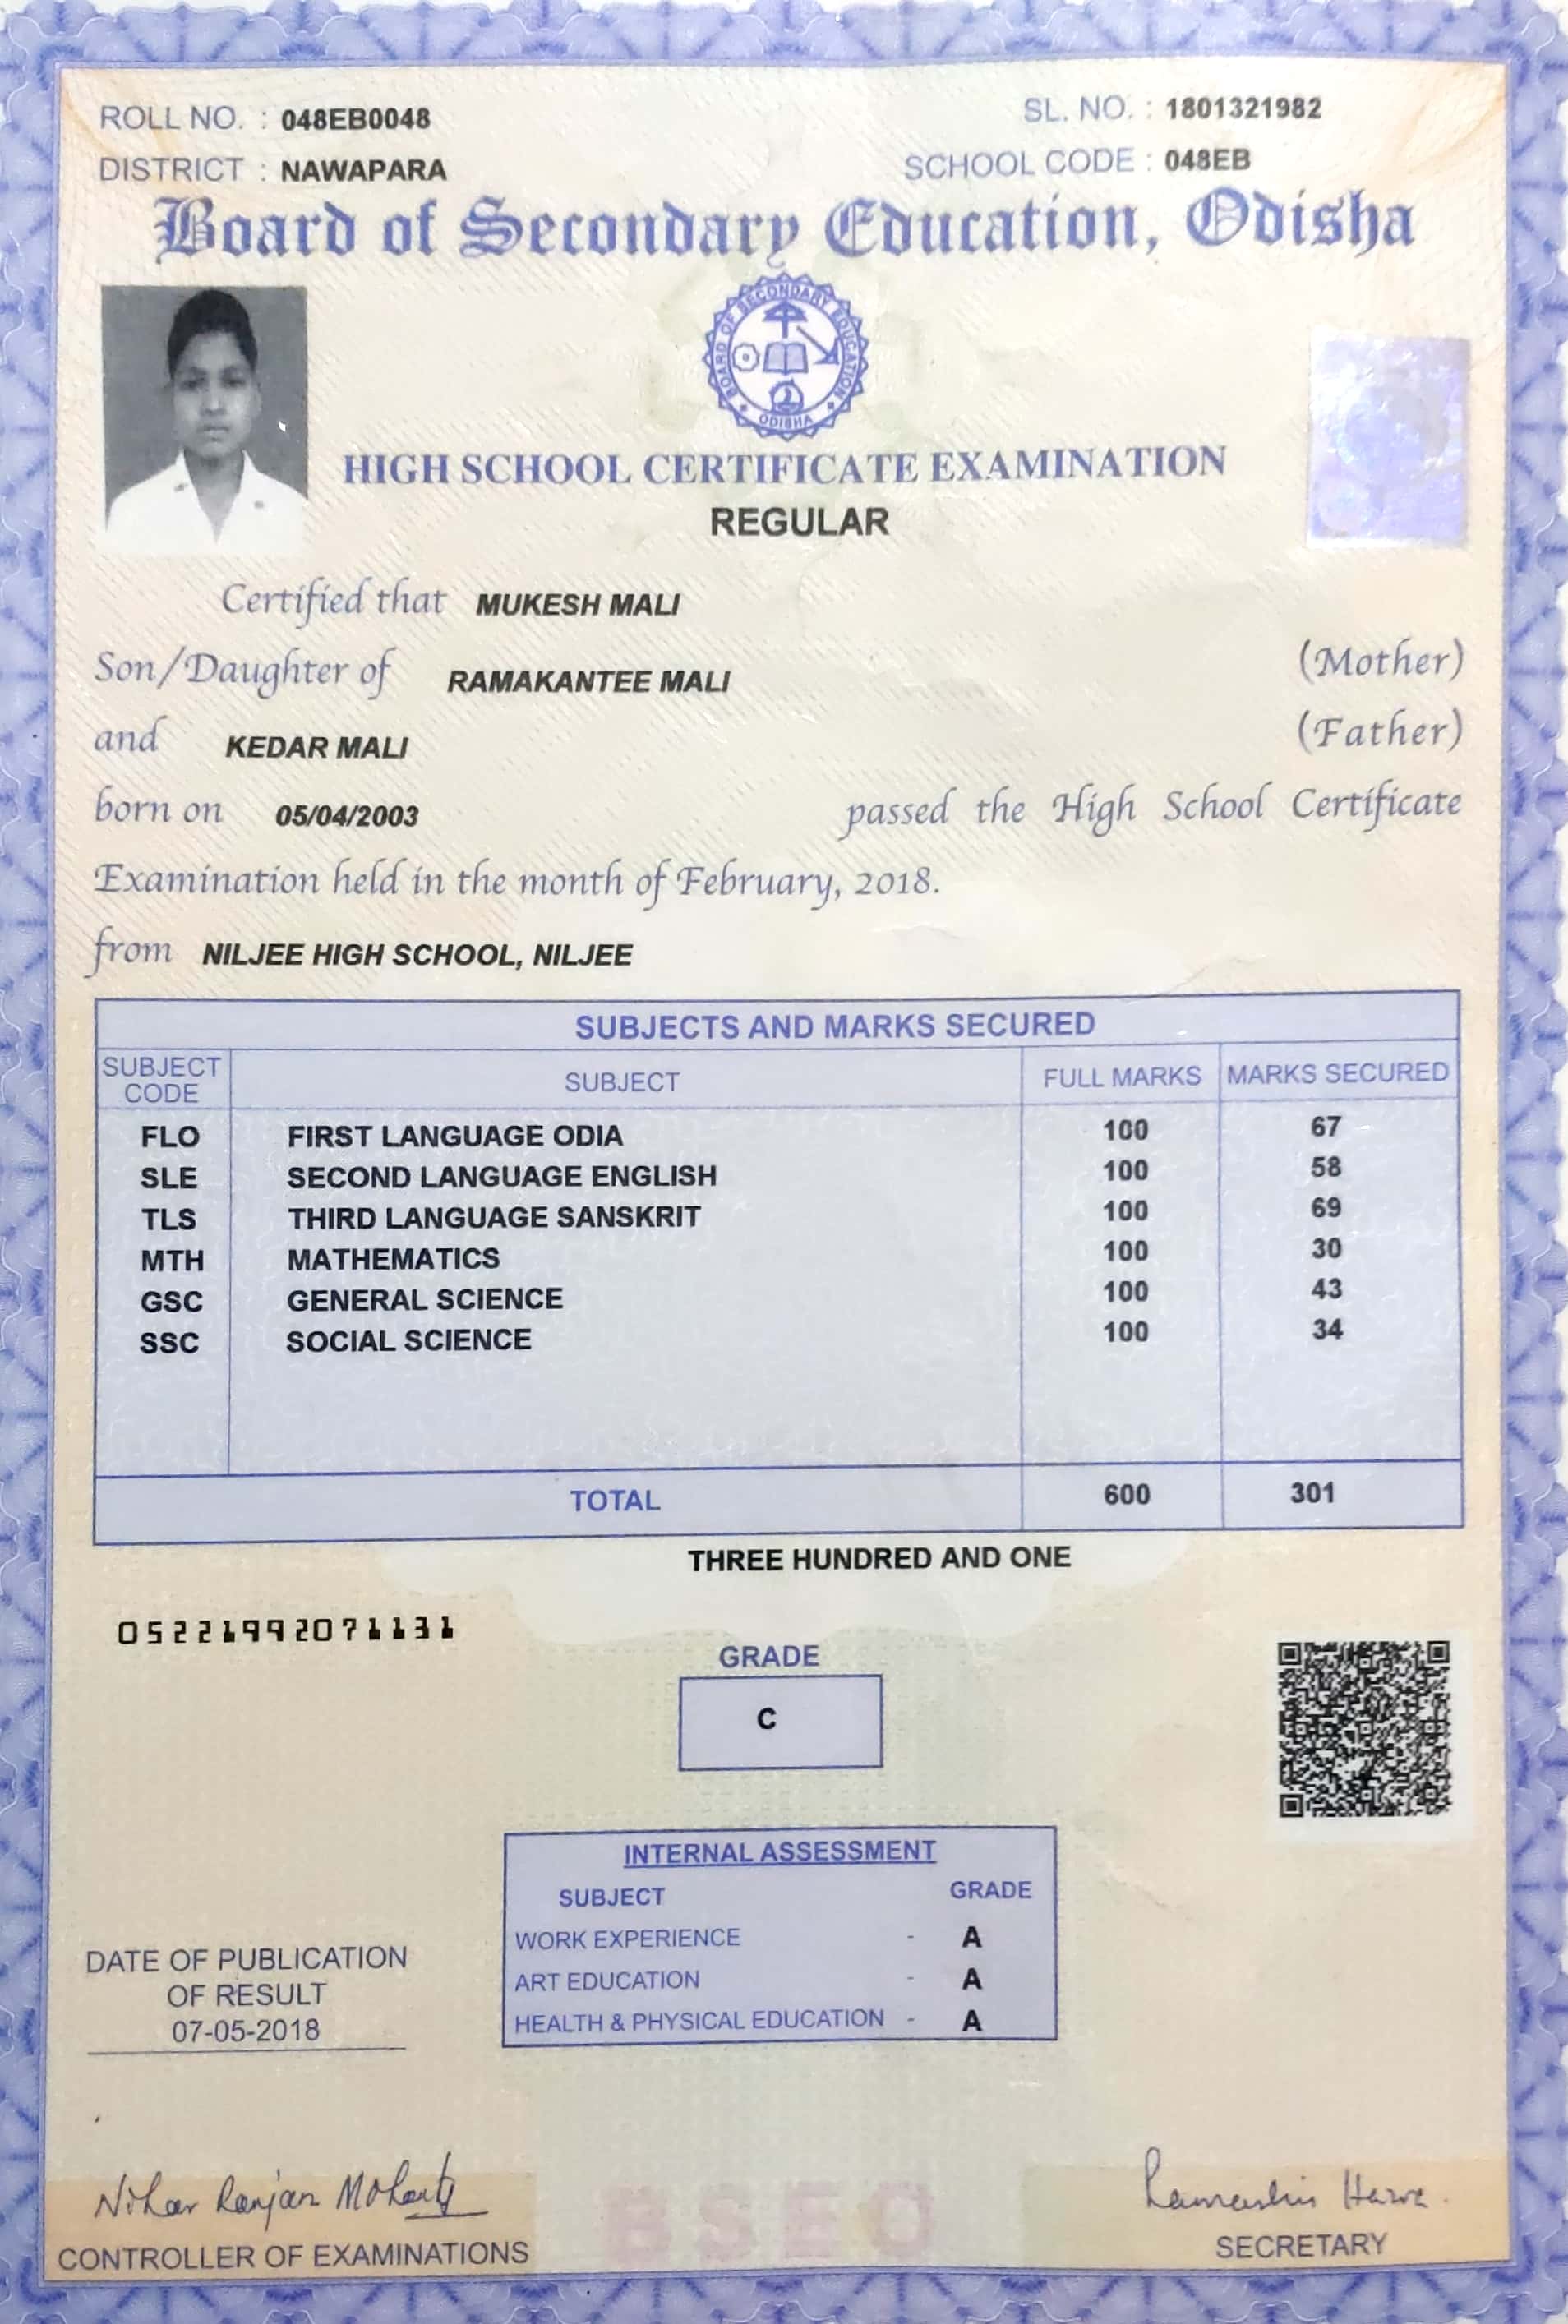 ROLL NO. : 048EB0048
SL. NO. : 1801321982
DISTRICT : NAWAPARA
SCHOOL CODE : 048EB
Board of Secondary Education, Odisha
BOARD OF SECONDARY EDUCATION
ODISHA
HIGH SCHOOL CERTIFICATE EXAMINATION
REGULAR
Certified that MUKESH MALI
Son/Daughter of RAMAKANTEE MALI (Mother)
and KEDAR MALI (Father)
born on 05/04/2003 passed the High School Certificate
Examination held in the month of February, 2018.
from NILJEE HIGH SCHOOL, NILJEE
SUBJECTS AND MARKS SECURED
SUBJECT CODE SUBJECT FULL MARKS MARKS SECURED
FLO FIRST LANGUAGE ODIA 100 67
SLE SECOND LANGUAGE ENGLISH 100 58
TLS THIRD LANGUAGE SANSKRIT 100 69
MTH MATHEMATICS 100 30
GSC GENERAL SCIENCE 100 43
SSC SOCIAL SCIENCE 100 34
TOTAL 600 301
THREE HUNDRED AND ONE
05221992071131
GRADE
C
INTERNAL ASSESSMENT
SUBJECT GRADE
WORK EXPERIENCE - A
ART EDUCATION - A
HEALTH & PHYSICAL EDUCATION - A
DATE OF PUBLICATION
OF RESULT
07-05-2018
Nihar Ranjan Mohanty
BSEO
CONTROLLER OF EXAMINATIONS
SECRETARY